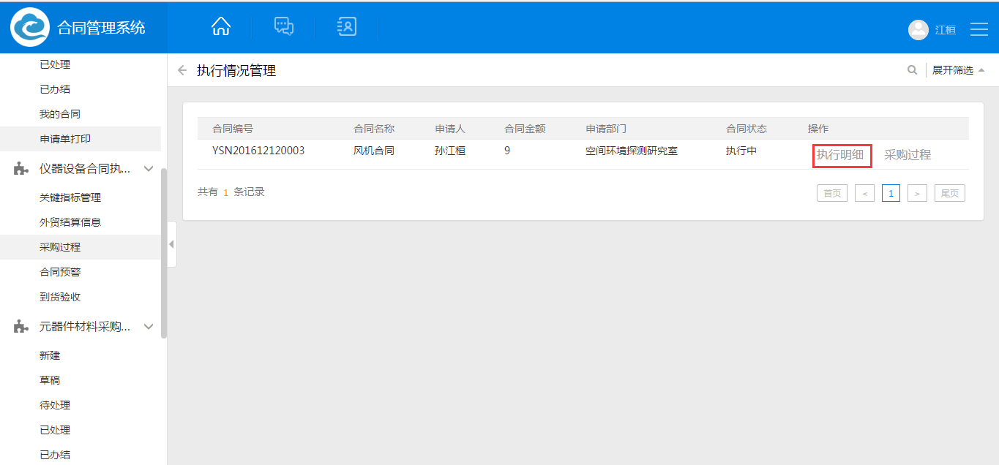 合同管理系统
江桓
已处理
已办结
我的合同
申请单打印
仪器设备合同执...
关键指标管理
外贸结算信息
采购过程
合同预警
到货验收
元器件材料采购...
新建
草稿
待处理
已处理
已办结
执行情况管理
展开筛选
合同编号 合同名称 申请人 合同金额 申请部门 合同状态 操作
YSN201612120003 风机合同 孙江桓 9 空间环境探测研究室 执行中 执行明细 采购过程
共有 1 条记录
首页 < 1 > 尾页